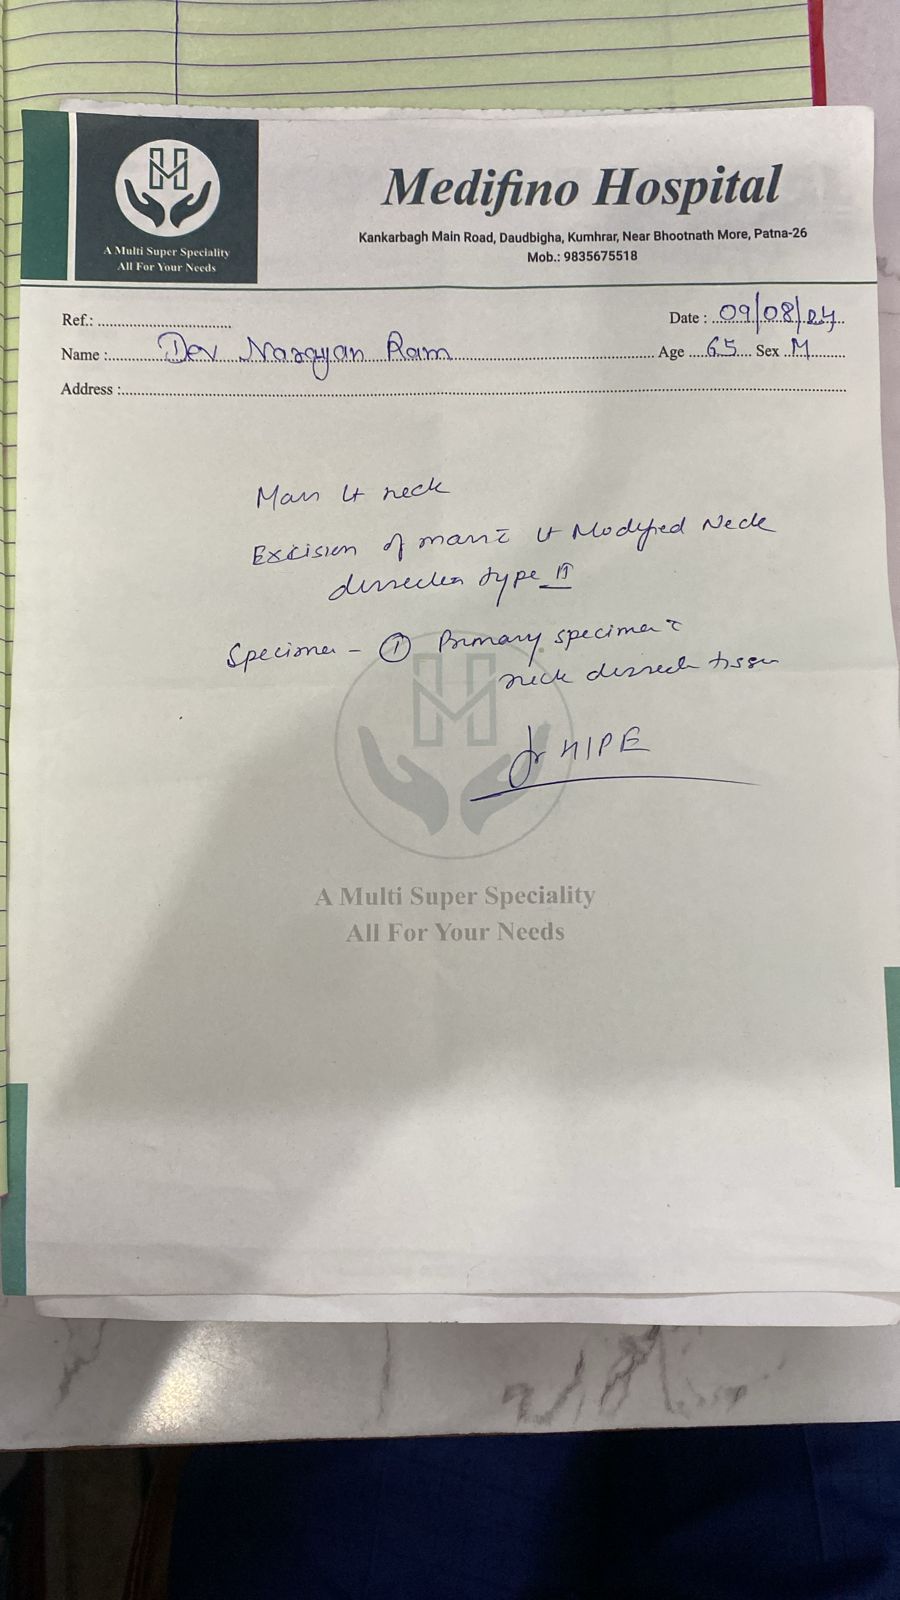 Medifino Hospital
A Multi Super Speciality
All For Your Needs
Kankarbagh Main Road, Daudbigha, Kumhrar, Near Bhootnath More, Patna-26
Mob.: 9835675518
Ref.: Date : 09/08/24
Name : Dev Narayan Ram Age 65 Sex M
Address :
Mass Lt neck
Excision of mass c̄ Lt Modified Neck
dissection type II
Specimen - ① Primary specimen c̄
neck dissection tissue
A Multi Super Speciality
All For Your Needs